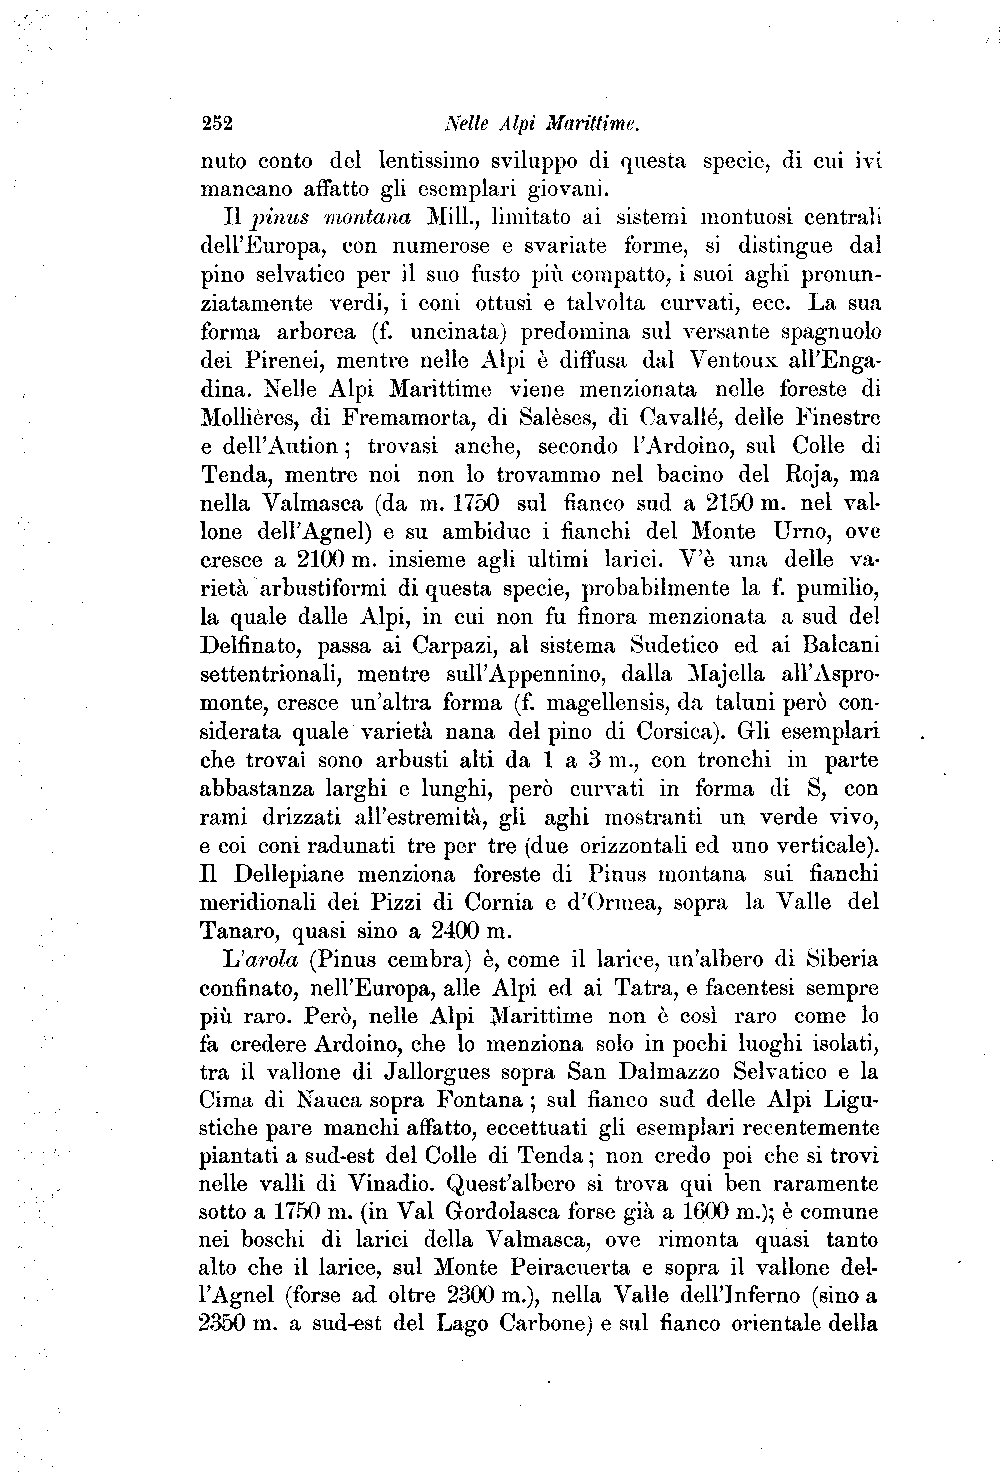 252 Nelle Alpi Marittime.
nuto conto del lentissimo sviluppo di questa specie, di cui ivi
mancano affatto gli esemplari giovani.
Il pinus montana Mill., limitato ai sistemi montuosi centrali
dell'Europa, con numerose e svariate forme, si distingue dal
pino selvatico per il suo fusto più compatto, i suoi aghi pronun-
ziatamente verdi, i coni ottusi e talvolta curvati, ecc. La sua
forma arborea (f. uncinata) predomina sul versante spagnuolo
dei Pirenei, mentre nelle Alpi è diffusa dal Ventoux all'Enga-
dina. Nelle Alpi Marittime viene menzionata nelle foreste di
Mollières, di Fremamorta, di Salèses, di Cavallé, delle Finestre
e dell'Aution; trovasi anche, secondo l'Ardoino, sul Colle di
Tenda, mentre noi non lo trovammo nel bacino del Roja, ma
nella Valmasca (da m. 1750 sul fianco sud a 2150 m. nel val-
lone dell'Agnel) e su ambidue i fianchi del Monte Urno, ove
cresce a 2100 m. insieme agli ultimi larici. V'è una delle va-
rietà arbustiformi di questa specie, probabilmente la f. pumilio,
la quale dalle Alpi, in cui non fu finora menzionata a sud del
Delfinato, passa ai Carpazi, al sistema Sudetico ed ai Balcani
settentrionali, mentre sull'Appennino, dalla Majella all'Aspro-
monte, cresce un'altra forma (f. magellensis, da taluni però con-
siderata quale varietà nana del pino di Corsica). Gli esemplari
che trovai sono arbusti alti da 1 a 3 m., con tronchi in parte
abbastanza larghi e lunghi, però curvati in forma di S, con
rami drizzati all'estremità, gli aghi mostranti un verde vivo,
e coi coni radunati tre per tre (due orizzontali ed uno verticale).
Il Dellepiane menziona foreste di Pinus montana sui fianchi
meridionali dei Pizzi di Cornia e d'Ormea, sopra la Valle del
Tanaro, quasi sino a 2400 m.
L'arola (Pinus cembra) è, come il larice, un'albero di Siberia
confinato, nell'Europa, alle Alpi ed ai Tatra, e facentesi sempre
più raro. Però, nelle Alpi Marittime non è così raro come lo
fa credere Ardoino, che lo menziona solo in pochi luoghi isolati,
tra il vallone di Jallorgues sopra San Dalmazzo Selvatico e la
Cima di Nauca sopra Fontana; sul fianco sud delle Alpi Ligu-
stiche pare manchi affatto, eccettuati gli esemplari recentemente
piantati a sud-est del Colle di Tenda; non credo poi che si trovi
nelle valli di Vinadio. Quest'albero si trova qui ben raramente
sotto a 1750 m. (in Val Gordolasca forse già a 1600 m.); è comune
nei boschi di larici della Valmasca, ove rimonta quasi tanto
alto che il larice, sul Monte Peiracuerta e sopra il vallone del-
l'Agnel (forse ad oltre 2300 m.), nella Valle dell'Inferno (sino a
2350 m. a sud-est del Lago Carbone) e sul fianco orientale della